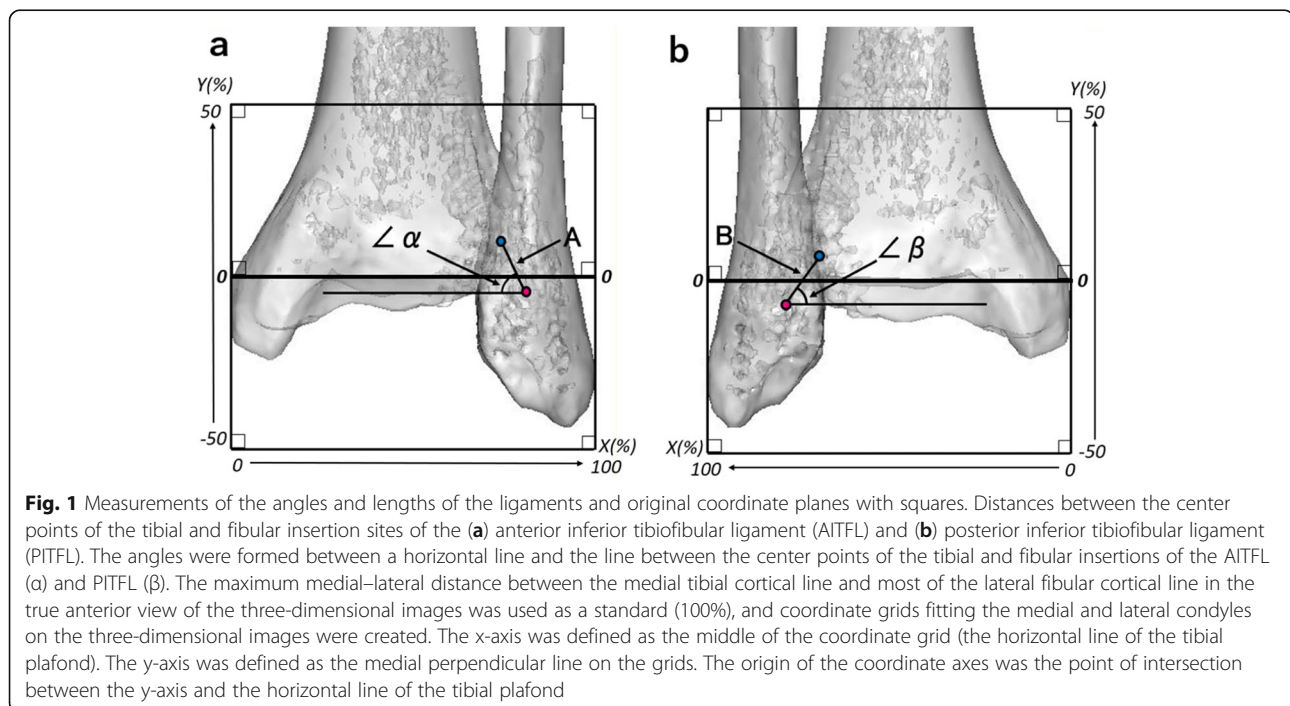 a
b
Y(%)
50
Y(%)
50
∠α
A
B
∠β
0
0
0
0
-50
X(%)
X(%)
-50
0
100
100
0
Fig. 1 Measurements of the angles and lengths of the ligaments and original coordinate planes with squares. Distances between the center
points of the tibial and fibular insertion sites of the (a) anterior inferior tibiofibular ligament (AITFL) and (b) posterior inferior tibiofibular ligament
(PITFL). The angles were formed between a horizontal line and the line between the center points of the tibial and fibular insertions of the AITFL
(α) and PITFL (β). The maximum medial–lateral distance between the medial tibial cortical line and most of the lateral fibular cortical line in the
true anterior view of the three-dimensional images was used as a standard (100%), and coordinate grids fitting the medial and lateral condyles
on the three-dimensional images were created. The x-axis was defined as the middle of the coordinate grid (the horizontal line of the tibial
plafond). The y-axis was defined as the medial perpendicular line on the grids. The origin of the coordinate axes was the point of intersection
between the y-axis and the horizontal line of the tibial plafond